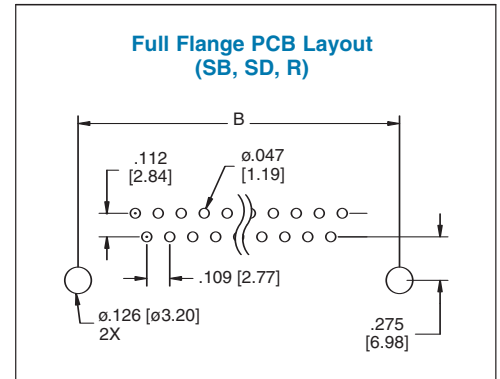 Full Flange PCB Layout
(SB, SD, R)
B
.112
[2.84]
ø.047
[1.19]
.109 [2.77]
ø.126 [ø3.20]
2X
.275
[6.98]